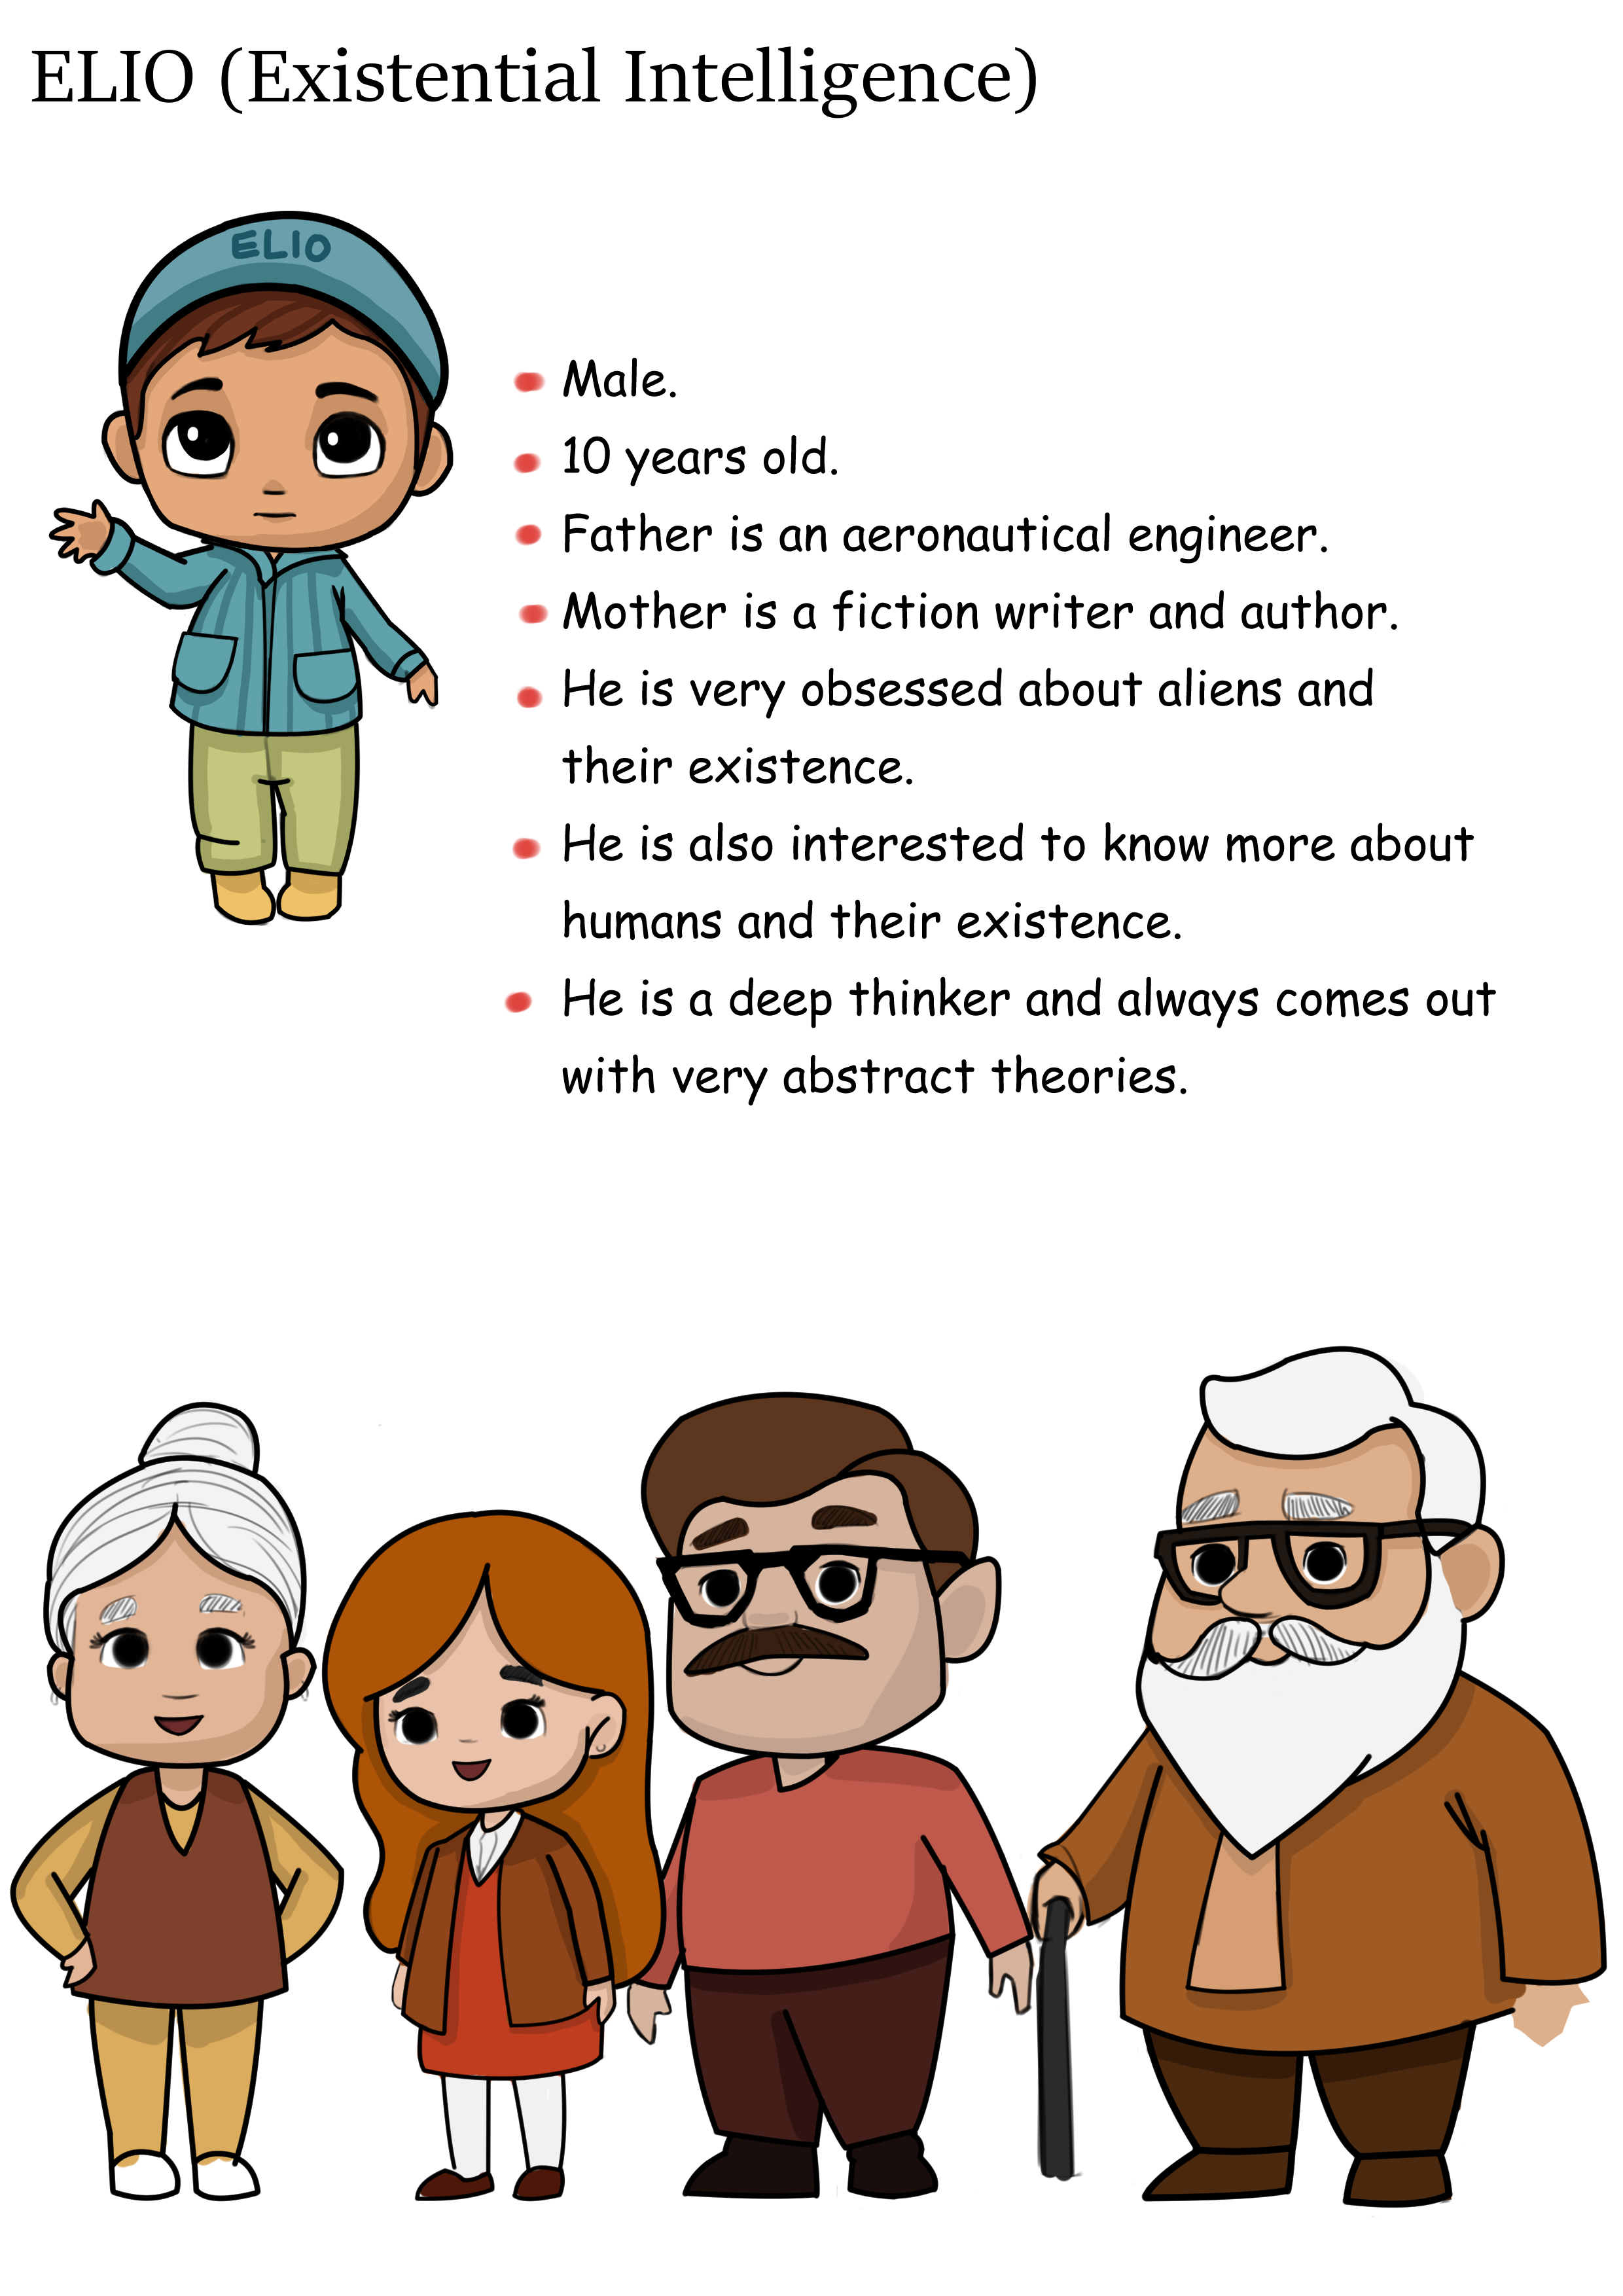 ELIO (Existential Intelligence)
ELIO
Male.
10 years old.
Father is an aeronautical engineer.
Mother is a fiction writer and author.
He is very obsessed about aliens and
their existence.
He is also interested to know more about
humans and their existence.
He is a deep thinker and always comes out
with very abstract theories.